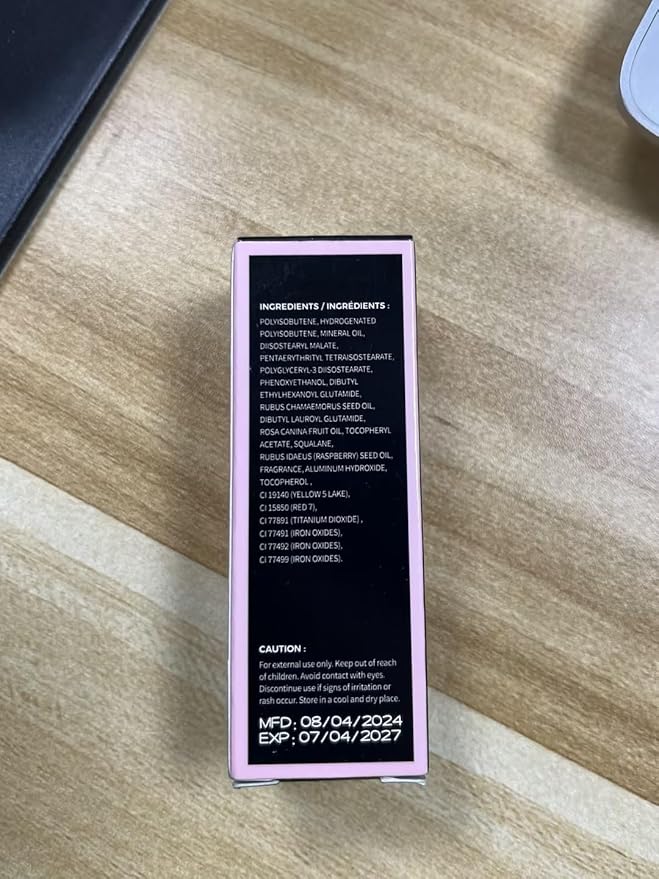 INGREDIENTS / INGRÉDIENTS :
POLYISOBUTENE, HYDROGENATED
POLYISOBUTENE, MINERAL OIL,
DIISOSTEARYL MALATE,
PENTAERYTHRITYL TETRAISOSTEARATE,
POLYGLYCERYL-3 DIISOSTEARATE,
PHENOXYETHANOL, DIBUTYL
ETHYLHEXANOYL GLUTAMIDE,
RUBUS CHAMAEMORUS SEED OIL,
DIBUTYL LAUROYL GLUTAMIDE,
ROSA CANINA FRUIT OIL, TOCOPHERYL
ACETATE, SQUALANE,
RUBUS IDAEUS (RASPBERRY) SEED OIL,
FRAGRANCE, ALUMINUM HYDROXIDE,
TOCOPHEROL ,
CI 19140 (YELLOW 5 LAKE),
CI 15850 (RED 7),
CI 77891 (TITANIUM DIOXIDE) ,
CI 77491 (IRON OXIDES),
CI 77492 (IRON OXIDES),
CI 77499 (IRON OXIDES).
CAUTION :
For external use only. Keep out of reach
of children. Avoid contact with eyes.
Discontinue use if signs of irritation or
rash occur. Store in a cool and dry place.
MFD: 08/04/2024
EXP: 07/04/2027